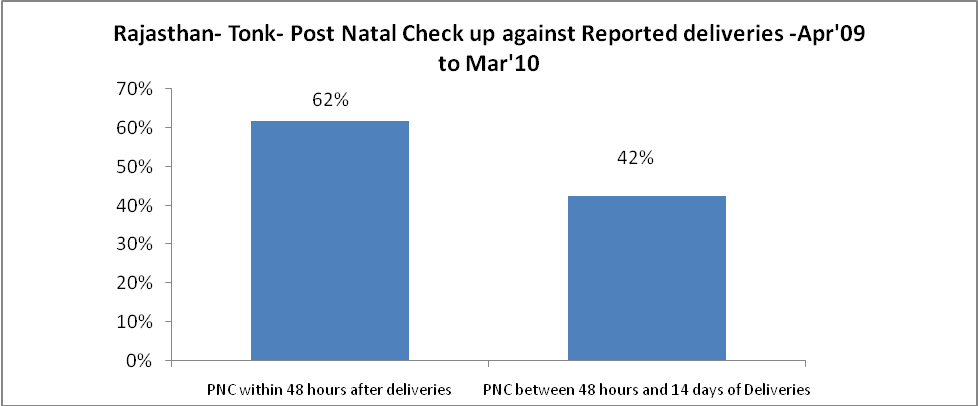 Rajasthan- Tonk- Post Natal Check up against Reported deliveries -Apr'09
to Mar'10
70%
60%
50%
40%
30%
20%
10%
0%
62%
42%
PNC within 48 hours after deliveries
PNC between 48 hours and 14 days of Deliveries